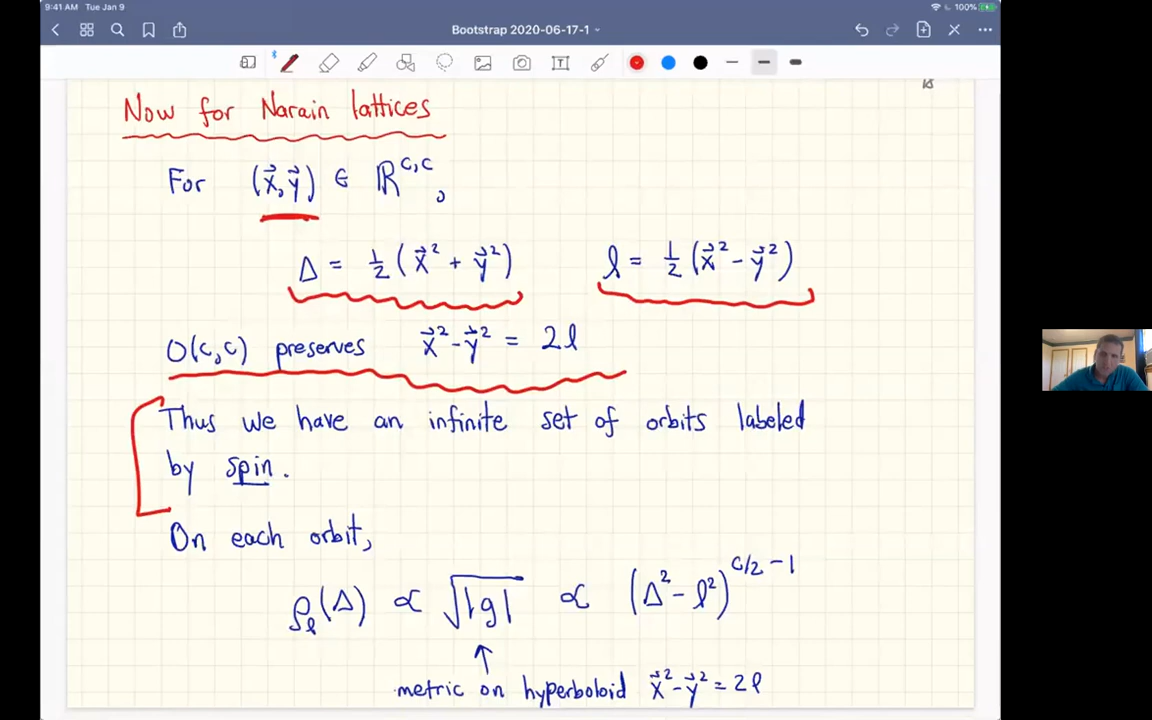 9:41 AM Tue Jan 9
100%
Bootstrap 2020-06-17-1
18
Now for Narain lattices
For (x⃗, y⃗) ∈ ℝ^{c,c},
Δ = ½ (x⃗² + y⃗²) l = ½ (x⃗² - y⃗²)
O(c,c) preserves x⃗² - y⃗² = 2l
Thus we have an infinite set of orbits labeled
by spin.
On each orbit,
ρ_l(Δ) ∝ √|g| ∝ (Δ² - l²)^{c/2 - 1}
↑
metric on hyperboloid x⃗² - y⃗² = 2l